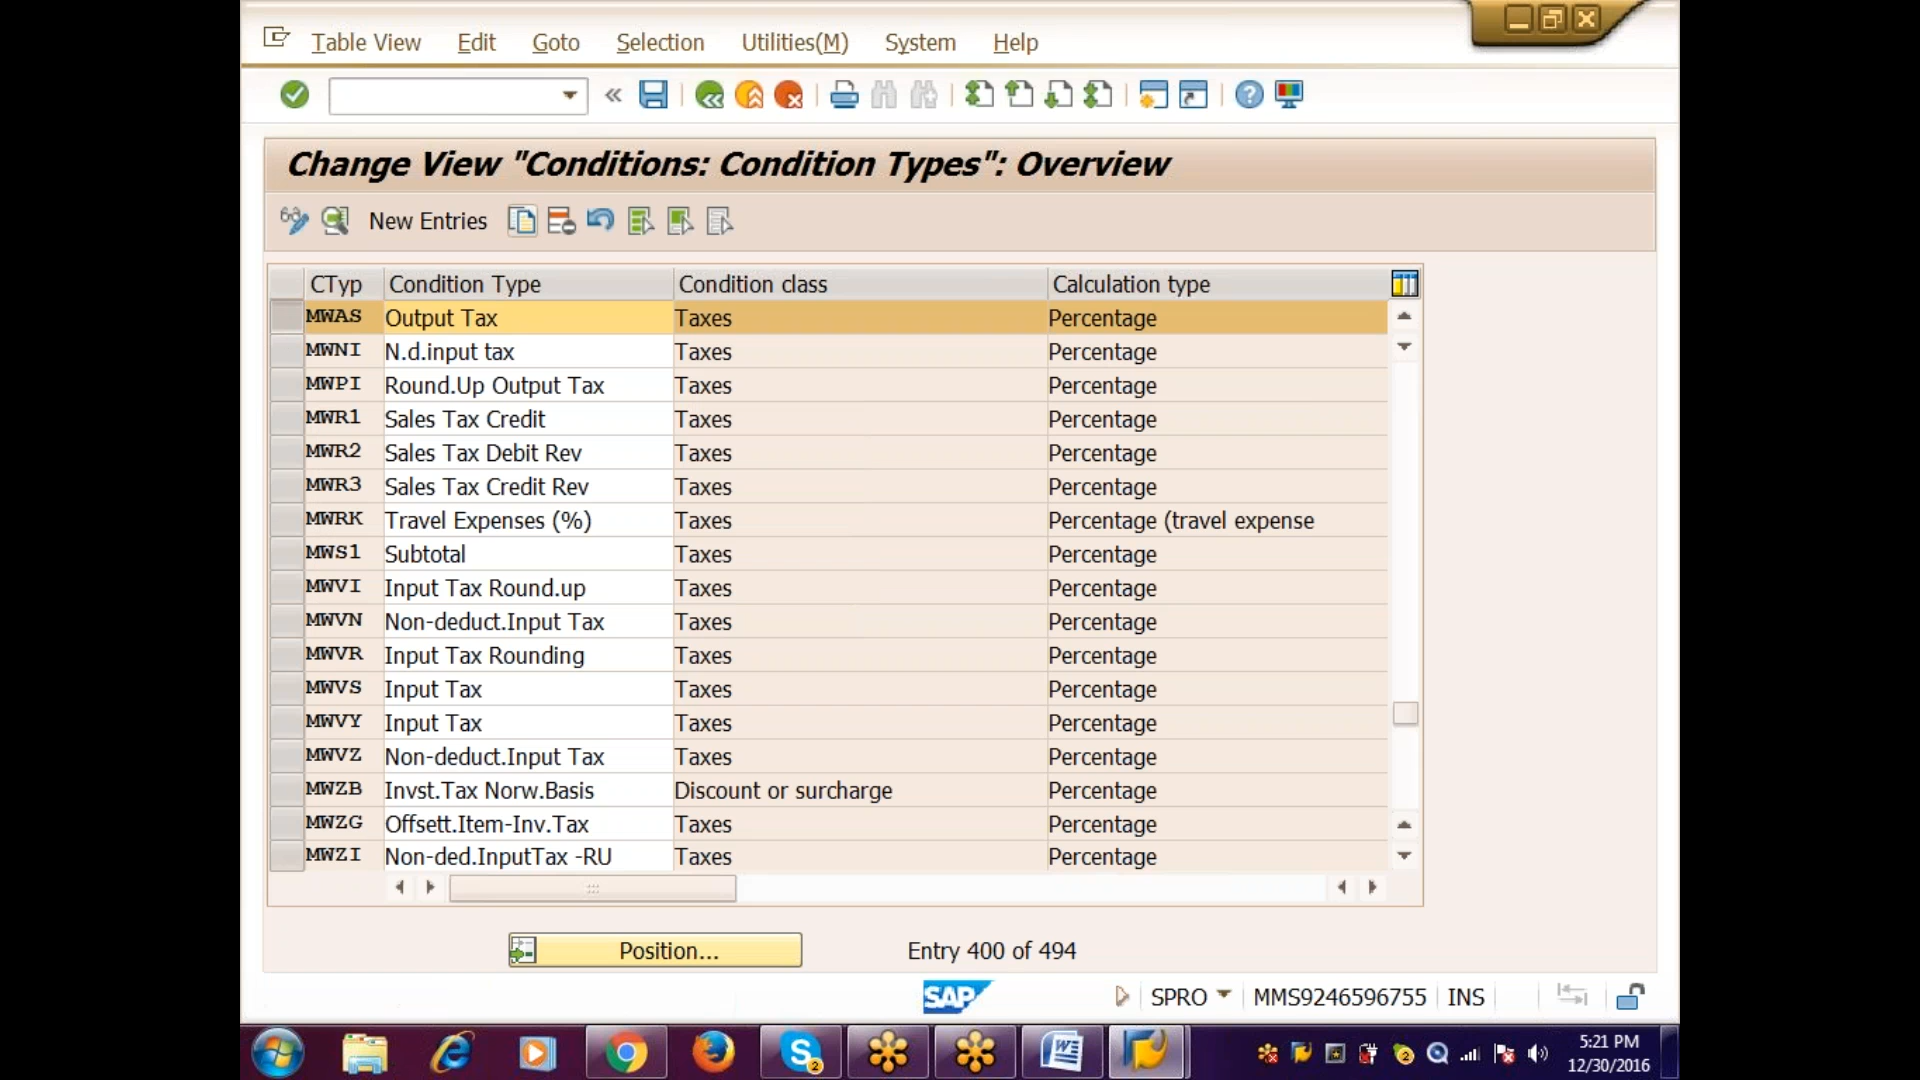 Table View Edit Goto Selection Utilities(M) System Help
Change View "Conditions: Condition Types": Overview
New Entries
CTyp Condition Type Condition class Calculation type
MWAS Output Tax Taxes Percentage
MWNI N.d.input tax Taxes Percentage
MWPI Round.Up Output Tax Taxes Percentage
MWR1 Sales Tax Credit Taxes Percentage
MWR2 Sales Tax Debit Rev Taxes Percentage
MWR3 Sales Tax Credit Rev Taxes Percentage
MWRK Travel Expenses (%) Taxes Percentage (travel expense
MWS1 Subtotal Taxes Percentage
MWVI Input Tax Round.up Taxes Percentage
MWVN Non-deduct.Input Tax Taxes Percentage
MWVR Input Tax Rounding Taxes Percentage
MWVS Input Tax Taxes Percentage
MWVY Input Tax Taxes Percentage
MWVZ Non-deduct.Input Tax Taxes Percentage
MWZB Invst.Tax Norw.Basis Discount or surcharge Percentage
MWZG Offsett.Item-Inv.Tax Taxes Percentage
MWZI Non-ded.InputTax -RU Taxes Percentage
Position... Entry 400 of 494
SAP SPRO MMS9246596755 INS
5:21 PM
12/30/2016